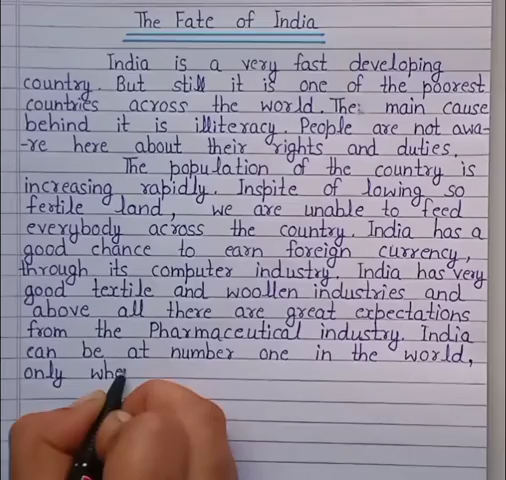 The Fate of India
India is a very fast developing
country. But still it is one of the poorest
countries across the world. The main cause
behind it is illiteracy. People are not awa-
-re here about their rights and duties.
The population of the country is
increasing rapidly. Inspite of lowing so
fertile land, we are unable to feed
everybody across the country. India has a
good chance to earn foreign currency,
through its computer industry. India has very
good textile and woollen industries and
above all there are great expectations
from the Pharmaceutical industry. India
can be at number one in the world,
only whe